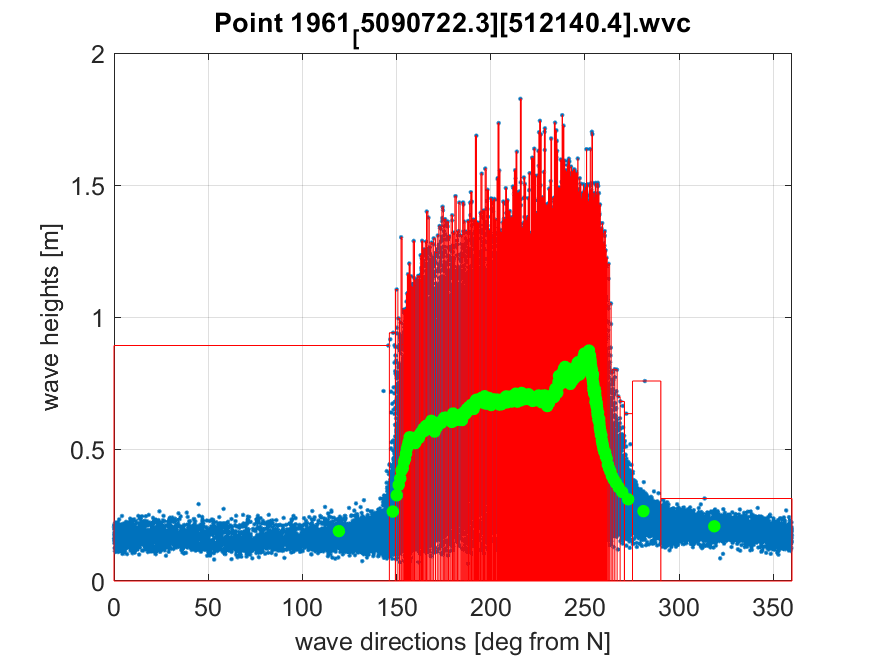 Point 1961[5090722.3][512140.4].wvc
2
1.5
1
0.5
0
0 50 100 150 200 250 300 350
wave heights [m]
wave directions [deg from N]